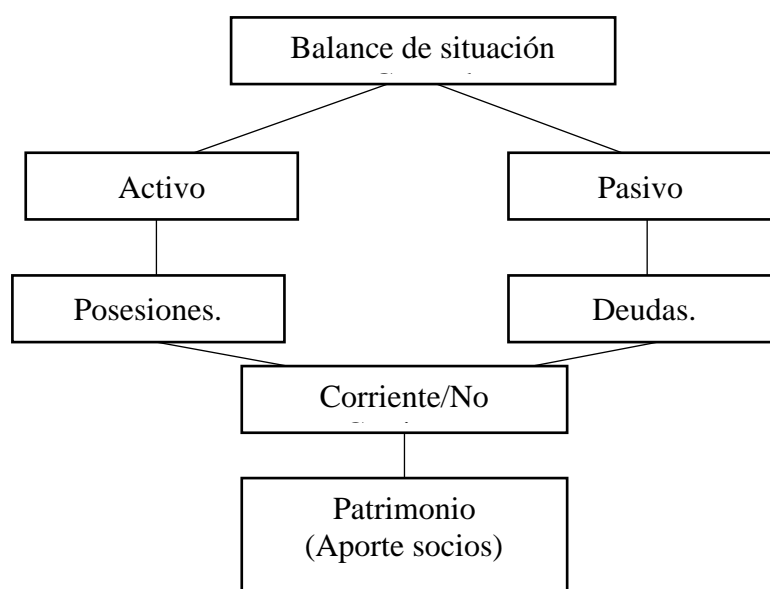 Balance de situación
Activo
Pasivo
Posesiones.
Deudas.
Corriente/No
Patrimonio
(Aporte socios)